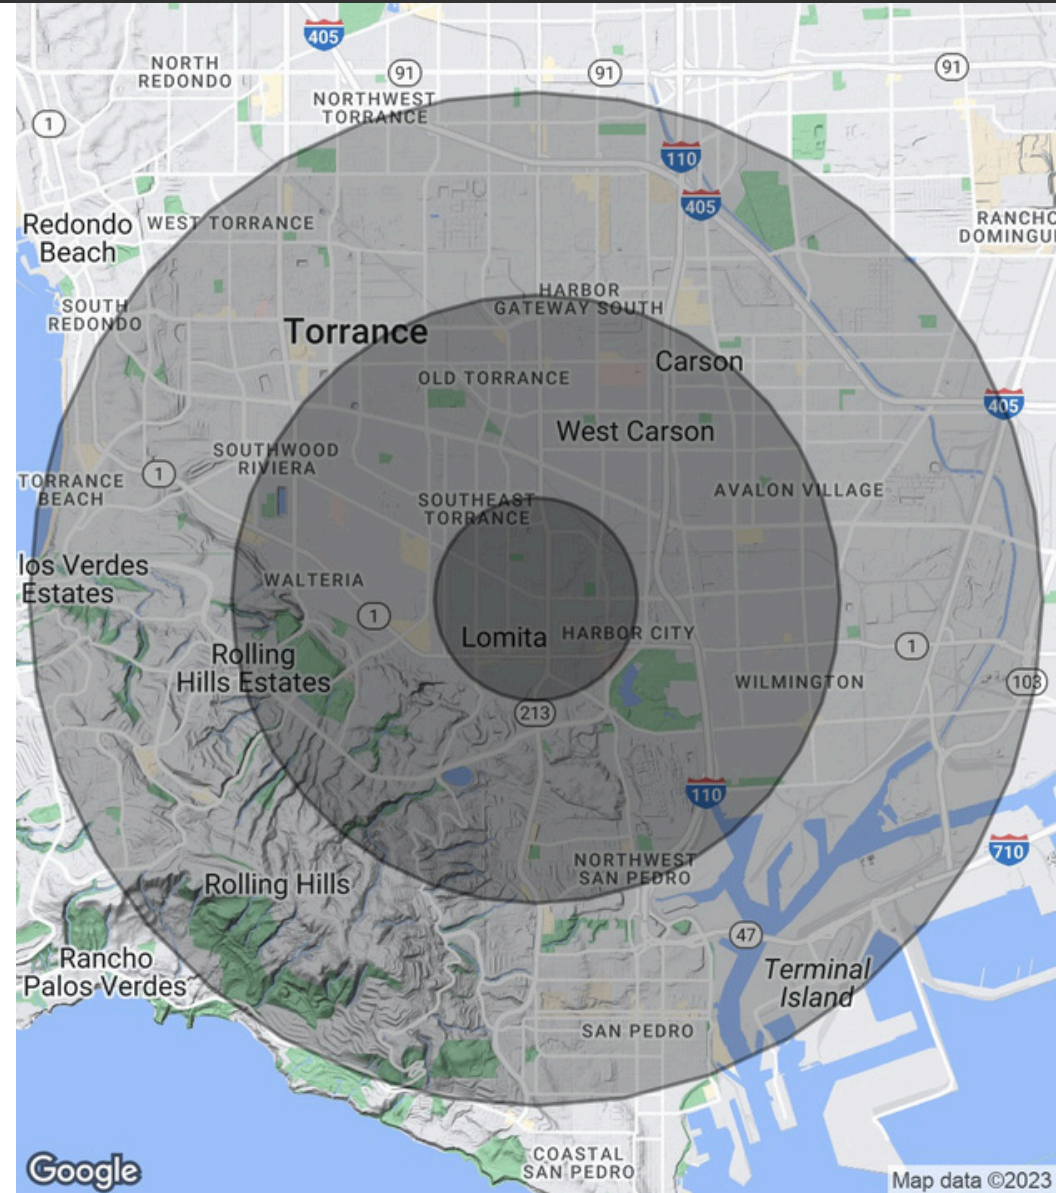 405
NORTH
REDONDO
91
91
91
NORTHWEST
TORRANCE
1
110
405
Redondo
Beach
WEST TORRANCE
RANCHO
DOMINGU
SOUTH
REDONDO
HARBOR
GATEWAY SOUTH
Torrance
Carson
OLD TORRANCE
405
West Carson
SOUTHWOOD
RIVIERA
1
TORRANCE
BEACH
AVALON VILLAGE
SOUTHEAST
TORRANCE
los Verdes
Estates
WALTERIA
1
Lomita
HARBOR CITY
1
Rolling
Hills Estates
WILMINGTON
103
213
110
710
NORTHWEST
SAN PEDRO
Rolling Hills
47
Rancho
Palos Verdes
Terminal
Island
SAN PEDRO
COASTAL
SAN PEDRO
Google
Map data ©2023